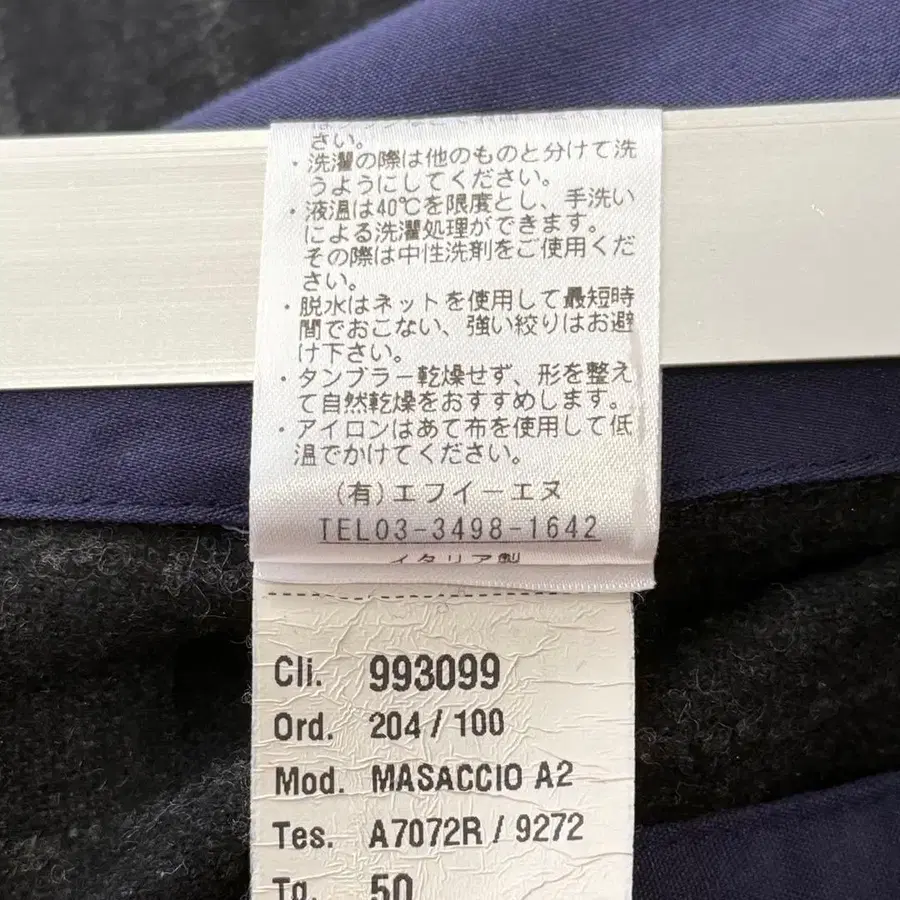 さい。
・洗濯の際は他のものと分けて洗
うようにしてください。
・液温は40℃を限度とし、手洗い
による洗濯処理ができます。
その際は中性洗剤をご使用くだ
さい。
・脱水はネットを使用して最短時
間でおこない、強い絞りはお避
け下さい。
・タンブラー乾燥せず、形を整え
て自然乾燥をおすすめします。
・アイロンはあて布を使用して低
温でかけてください。
(有)エフイーエヌ
TEL03-3498-1642
イタリア製
Cli. 993099
Ord. 204 / 100
Mod. MASACCIO A2
Tes. A7072R / 9272
Tg. 50